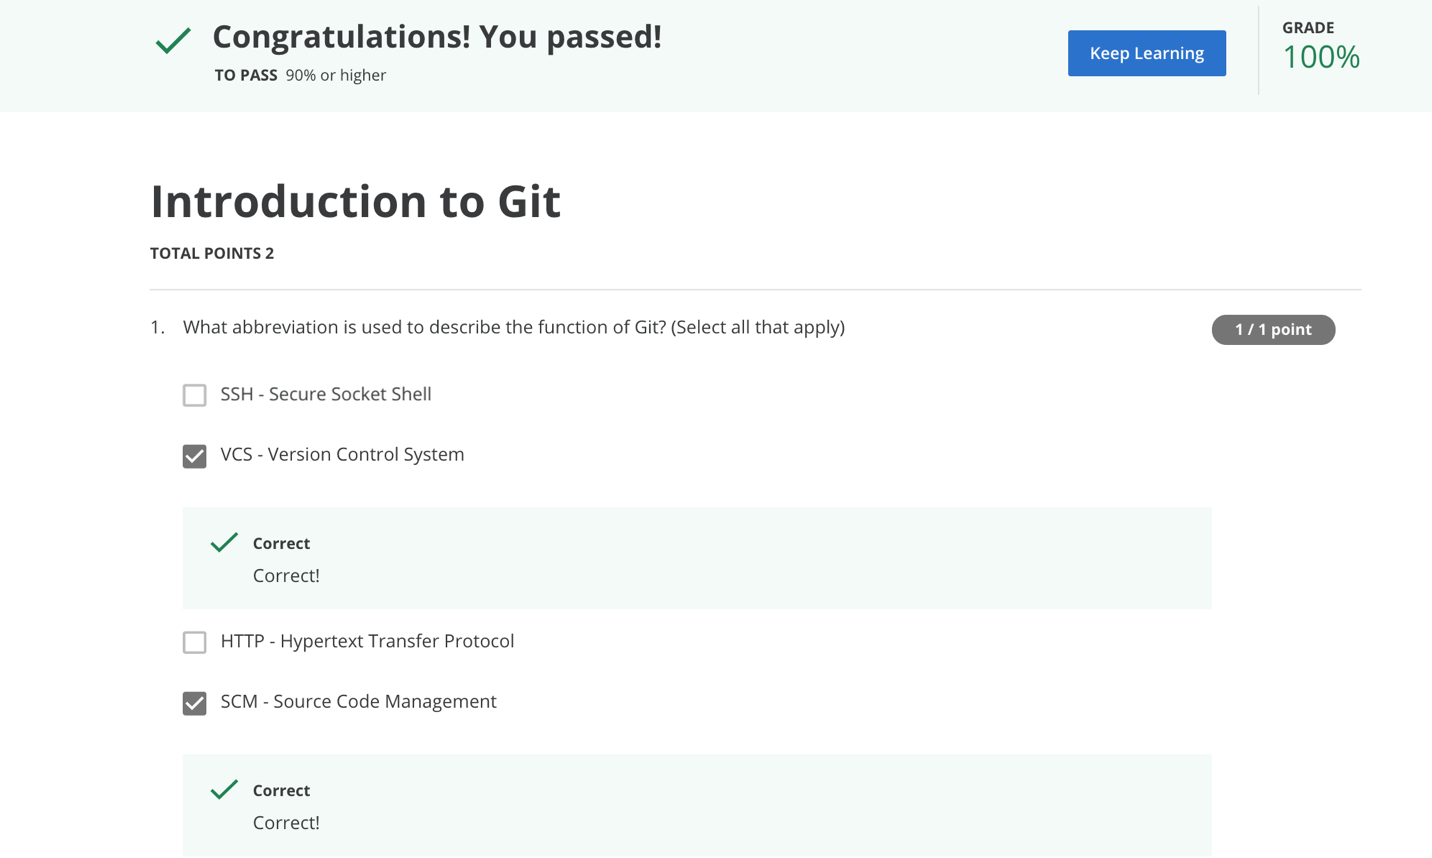 Congratulations! You passed!
TO PASS 90% or higher
Keep Learning
GRADE
100%
Introduction to Git
TOTAL POINTS 2
1. What abbreviation is used to describe the function of Git? (Select all that apply)
1 / 1 point
SSH - Secure Socket Shell
VCS - Version Control System
Correct
Correct!
HTTP - Hypertext Transfer Protocol
SCM - Source Code Management
Correct
Correct!